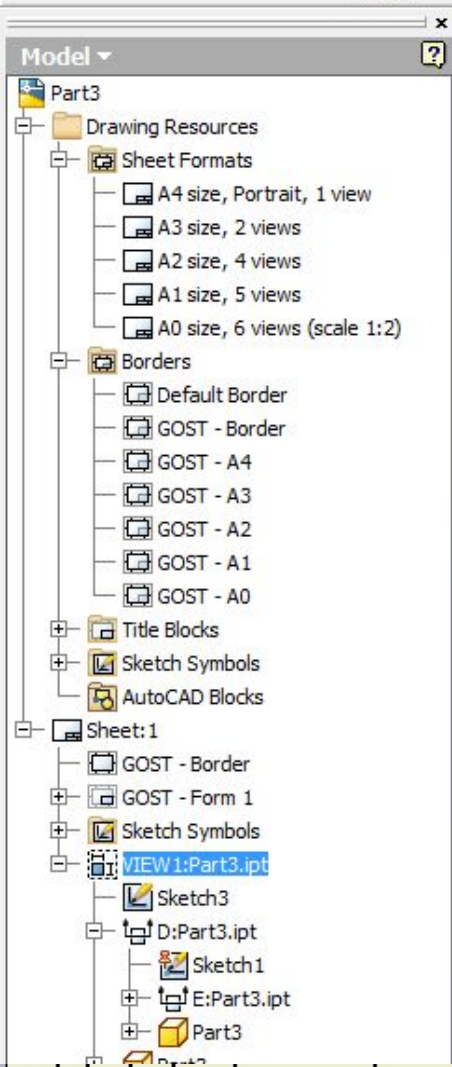 Model
Part3
Drawing Resources
Sheet Formats
A4 size, Portrait, 1 view
A3 size, 2 views
A2 size, 4 views
A1 size, 5 views
A0 size, 6 views (scale 1:2)
Borders
Default Border
GOST - Border
GOST - A4
GOST - A3
GOST - A2
GOST - A1
GOST - A0
Title Blocks
Sketch Symbols
AutoCAD Blocks
Sheet:1
GOST - Border
GOST - Form 1
Sketch Symbols
VIEW1:Part3.ipt
Sketch3
D:Part3.ipt
Sketch1
E:Part3.ipt
Part3